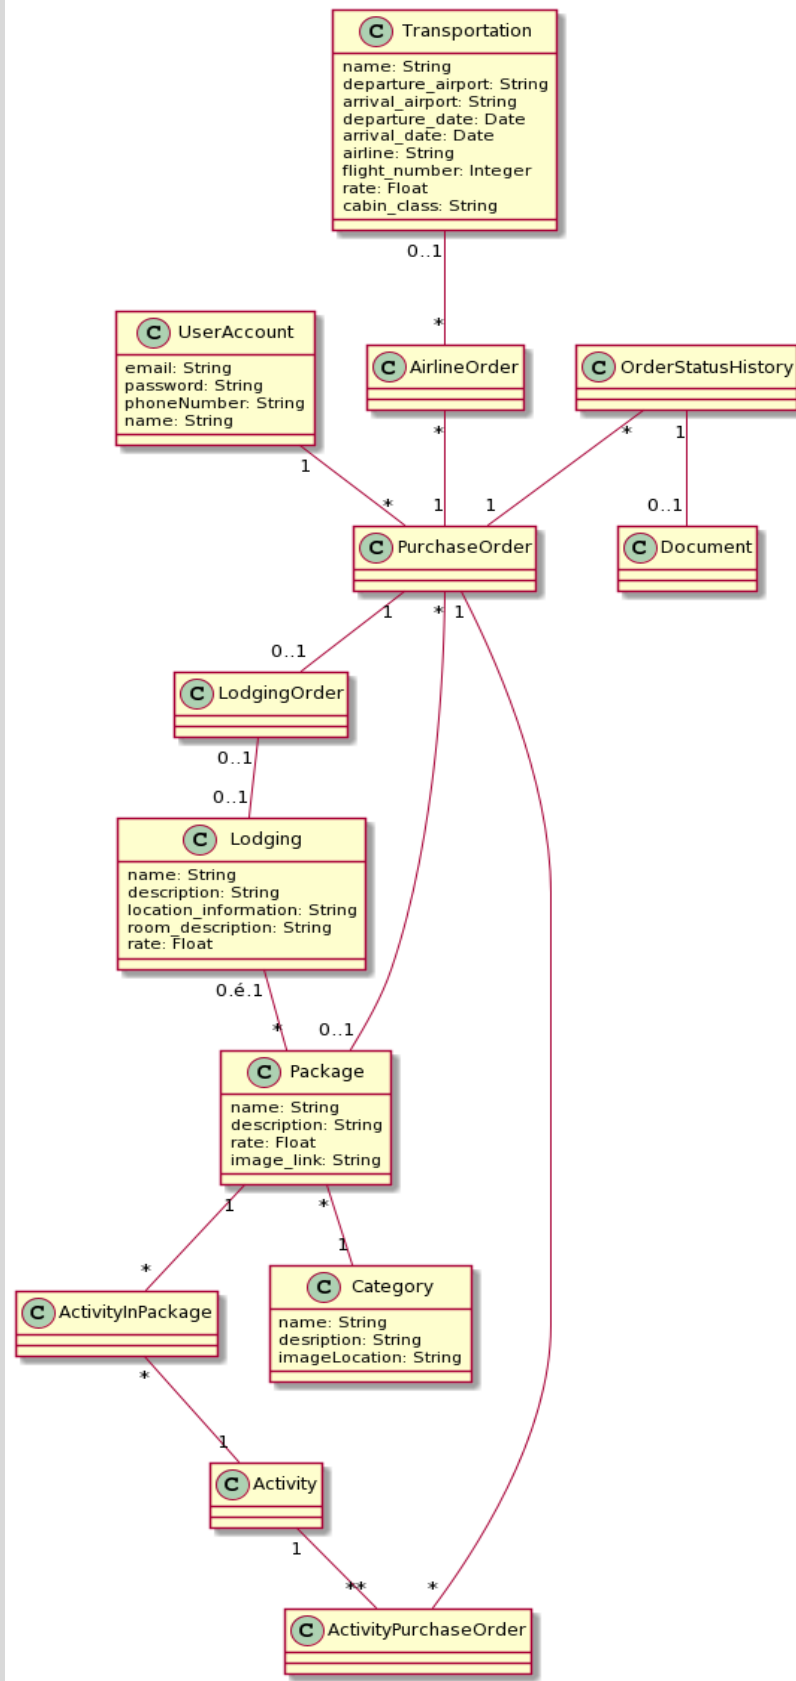 C Transportation
name: String
departure_airport: String
arrival_airport: String
departure_date: Date
arrival_date: Date
airline: String
flight_number: Integer
rate: Float
cabin_class: String
0..1
*
C UserAccount
email: String
password: String
phoneNumber: String
name: String
C AirlineOrder
C OrderStatusHistory
1
*
*
1
*
1
*
1
0..1
C PurchaseOrder
C Document
1
*
1
0..1
C LodgingOrder
0..1
0..1
C Lodging
name: String
description: String
location_information: String
room_description: String
rate: Float
0.é.1
*
0..1
C Package
name: String
description: String
rate: Float
image_link: String
1
*
*
1
C ActivityInPackage
C Category
name: String
desription: String
imageLocation: String
*
1
C Activity
1
**
*
C ActivityPurchaseOrder